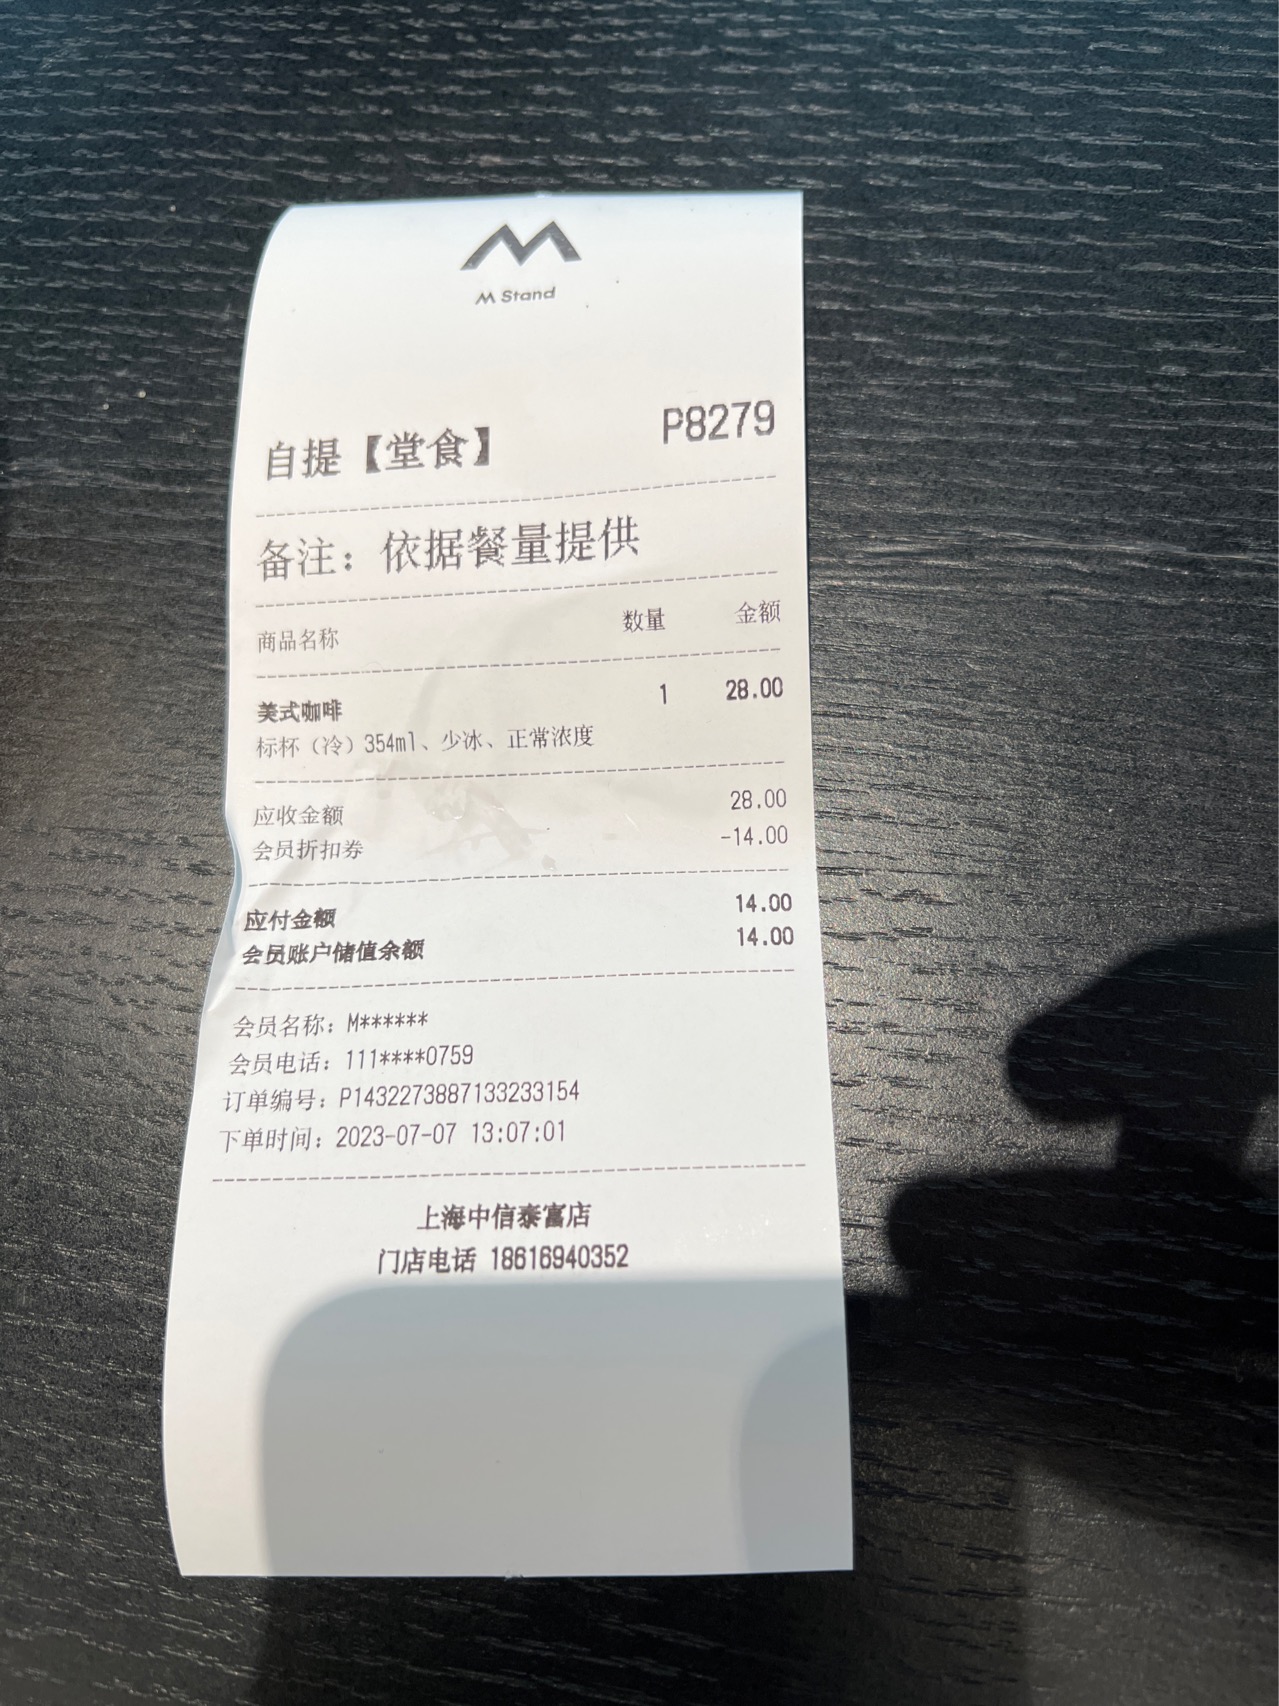 M Stand
自提【堂食】 P8279
备注：依据餐量提供
商品名称 数量 金额
美式咖啡 1 28.00
标杯（冷）354ml、少冰、正常浓度
应收金额 28.00
会员折扣券 -14.00
应付金额 14.00
会员账户储值余额 14.00
会员名称：M******
会员电话：111****0759
订单编号：P1432273887133233154
下单时间：2023-07-07 13:07:01
上海中信泰富店
门店电话 18616940352